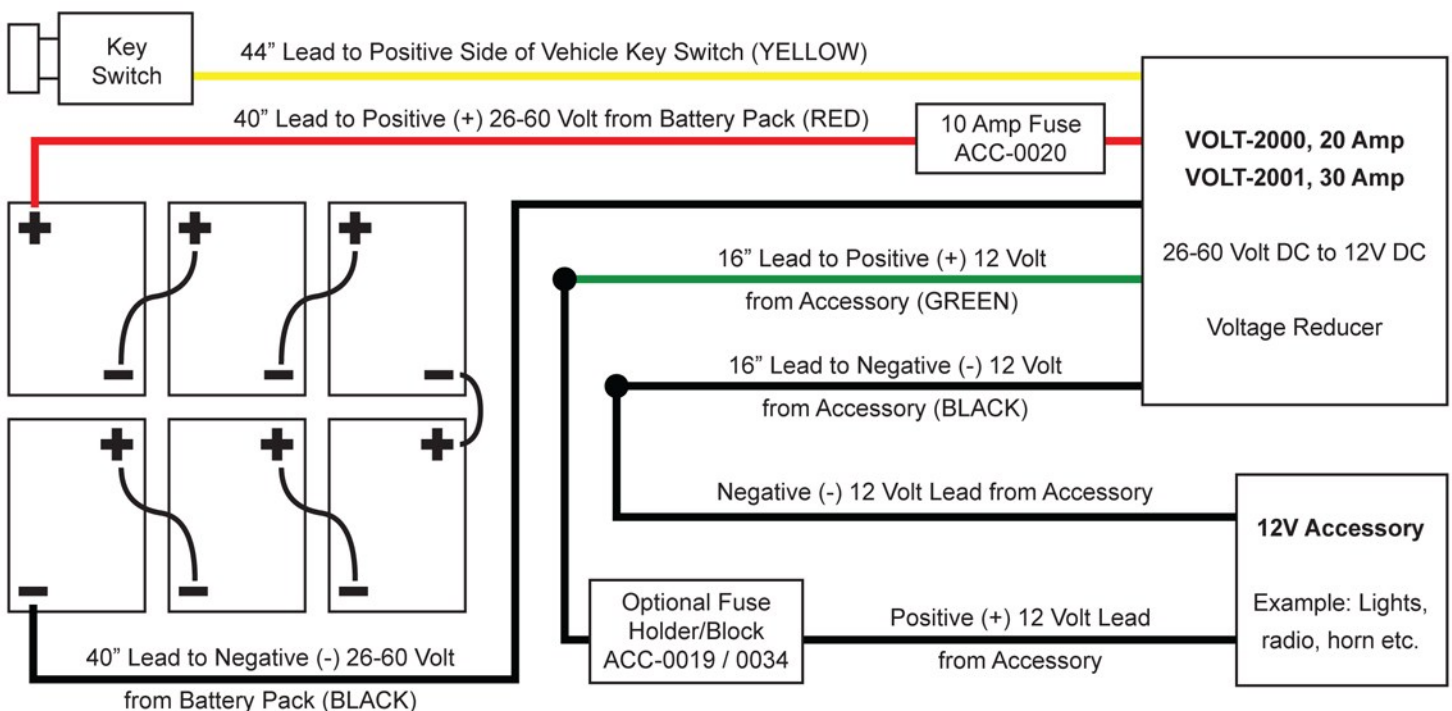 Key
Switch
44” Lead to Positive Side of Vehicle Key Switch (YELLOW)
40” Lead to Positive (+) 26-60 Volt from Battery Pack (RED)
10 Amp Fuse
ACC-0020
VOLT-2000, 20 Amp
VOLT-2001, 30 Amp
26-60 Volt DC to 12V DC
Voltage Reducer
+
+
+
-
-
-
+
+
+
-
-
-
16” Lead to Positive (+) 12 Volt
from Accessory (GREEN)
16” Lead to Negative (-) 12 Volt
from Accessory (BLACK)
Negative (-) 12 Volt Lead from Accessory
12V Accessory
Example: Lights,
radio, horn etc.
Optional Fuse
Holder/Block
ACC-0019 / 0034
Positive (+) 12 Volt Lead
from Accessory
40” Lead to Negative (-) 26-60 Volt
from Battery Pack (BLACK)